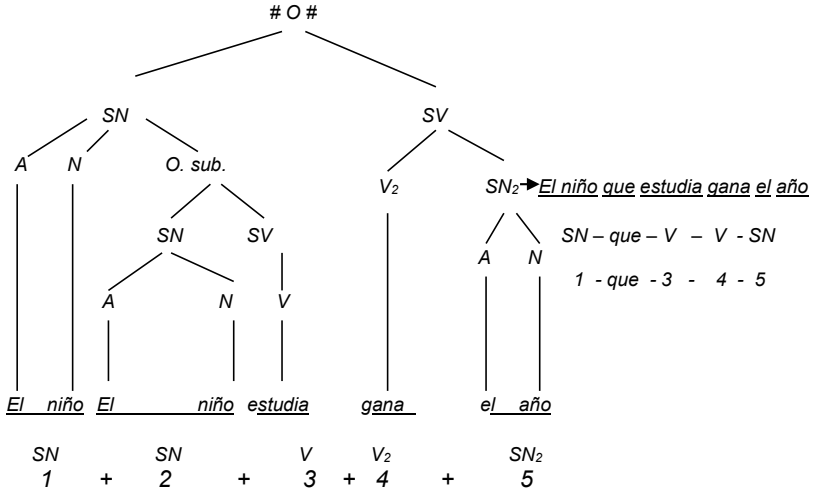 # O #
SN SV
A N O. sub.
V2 SN2 El niño que estudia gana el año
SN SV SN – que – V – V - SN
A N
1 - que - 3 - 4 - 5
A N V
El niño El niño estudia gana el año
SN SN V V2 SN2
1 + 2 + 3 + 4 + 5